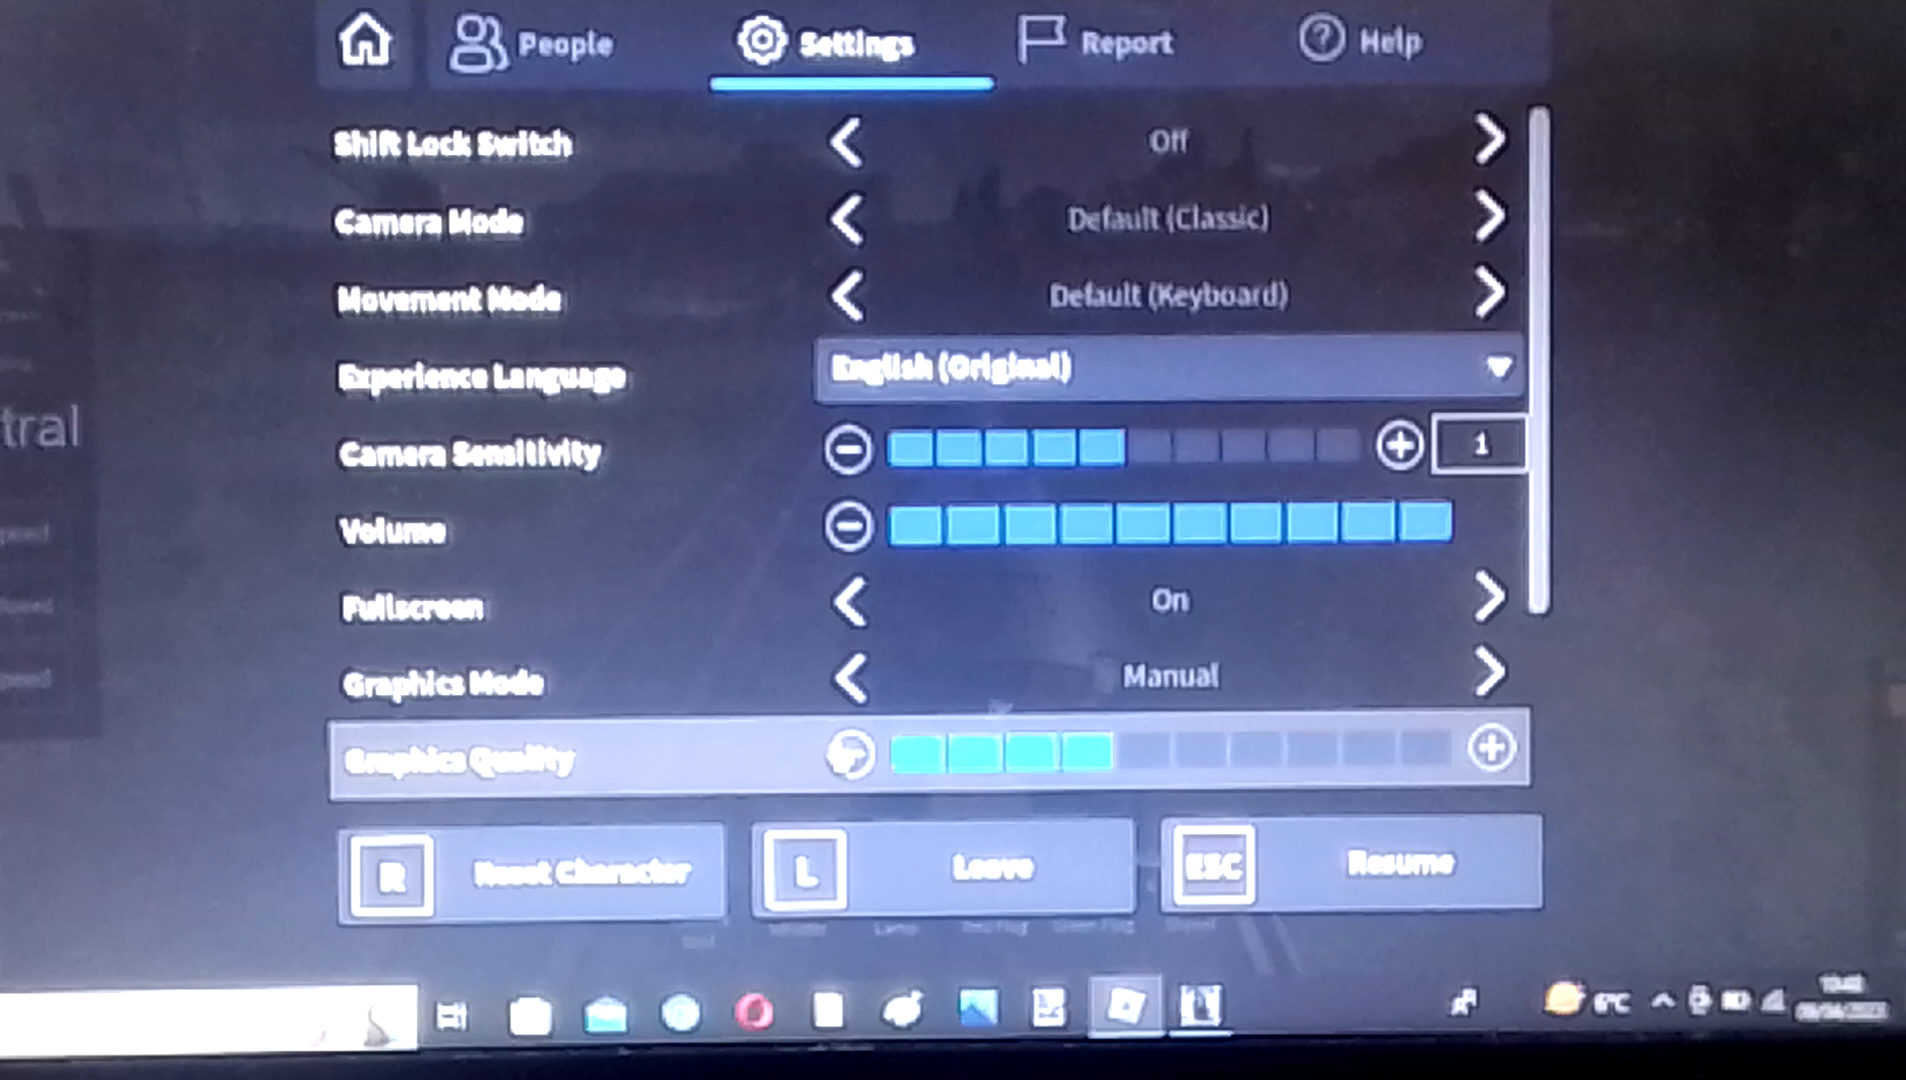 People Settings Report Help
Shift Lock Switch Off
Camera Mode Default (Classic)
Movement Mode Default (Keyboard)
Experience Language English (Original)
Camera Sensitivity 1
Volume
Fullscreen On
Graphics Mode Manual
Graphics Quality
R Reset Character L Leave ESC Resume
tral
6°C